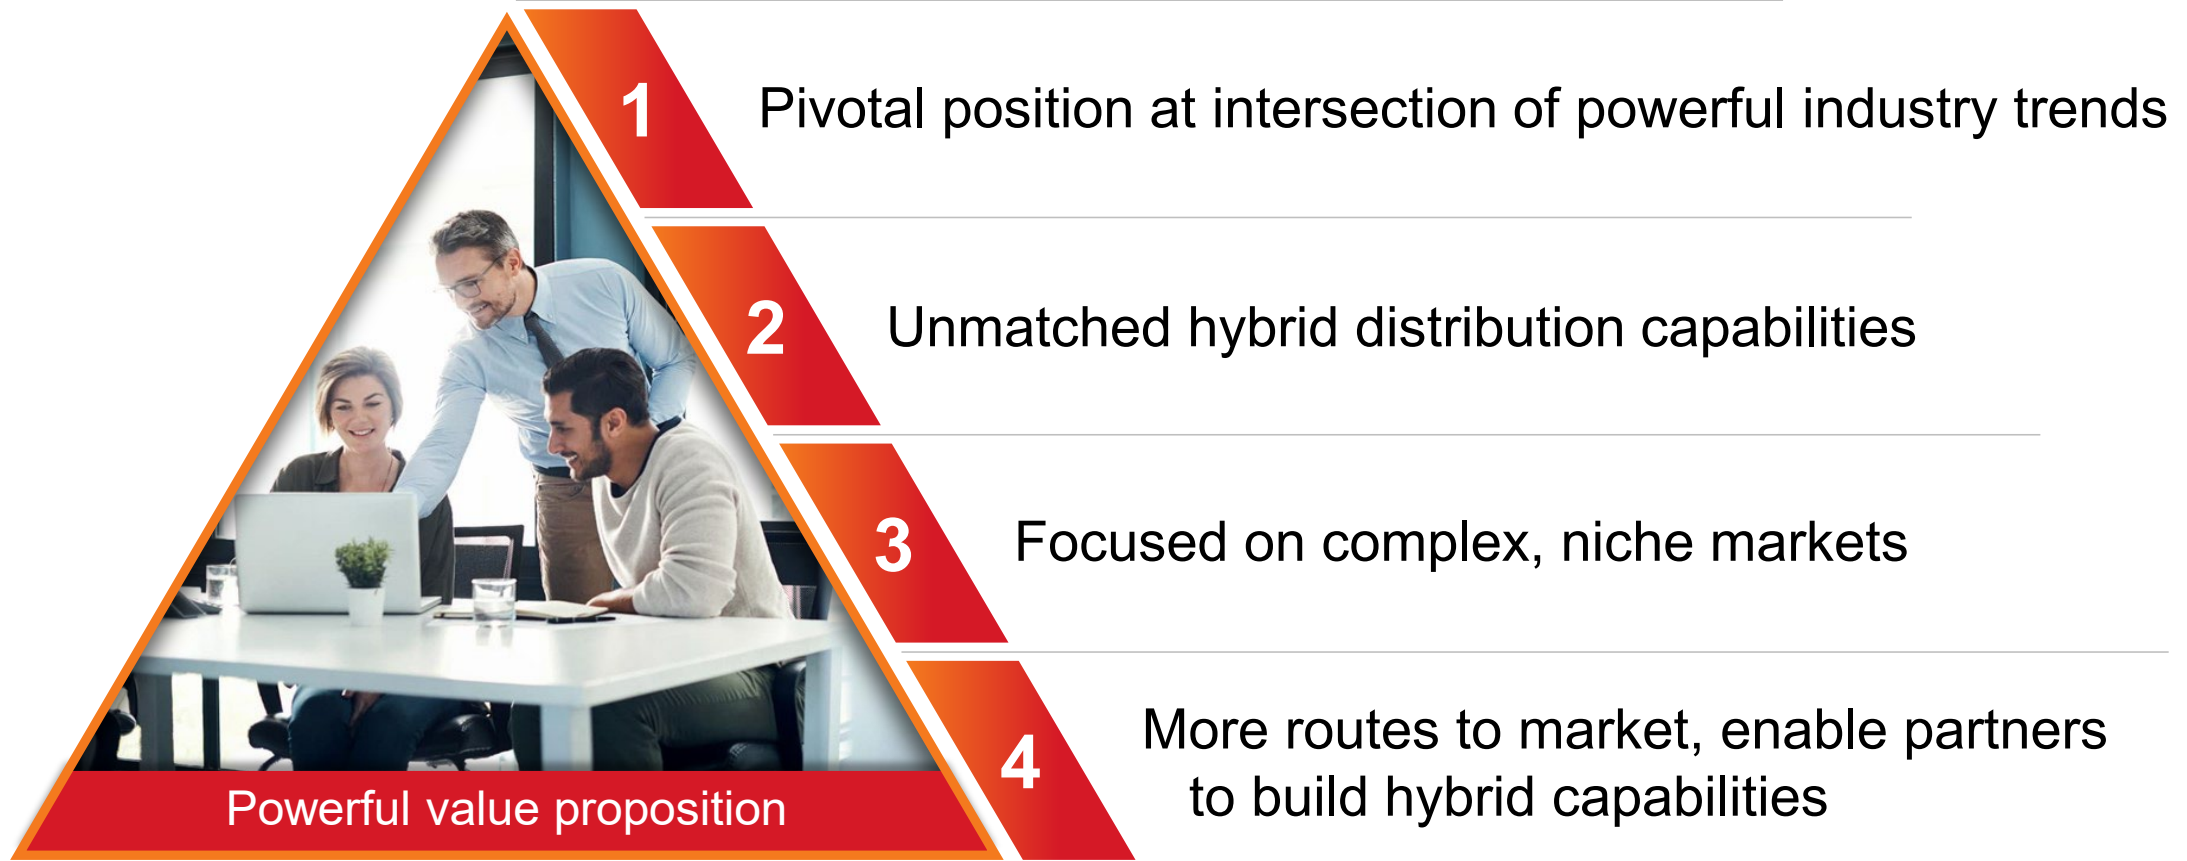 1
Pivotal position at intersection of powerful industry trends
2
Unmatched hybrid distribution capabilities
3
Focused on complex, niche markets
4
More routes to market, enable partners
to build hybrid capabilities
Powerful value proposition